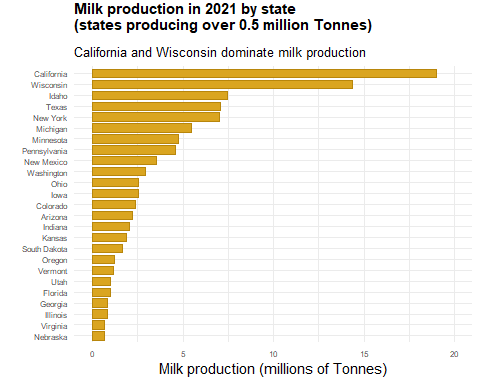 Milk production in 2021 by state
(states producing over 0.5 million Tonnes)
California and Wisconsin dominate milk production
California
Wisconsin
Idaho
Texas
New York
Michigan
Minnesota
Pennsylvania
New Mexico
Washington
Ohio
Iowa
Colorado
Arizona
Indiana
Kansas
South Dakota
Oregon
Vermont
Utah
Florida
Georgia
Illinois
Virginia
Nebraska
0 5 10 15 20
Milk production (millions of Tonnes)